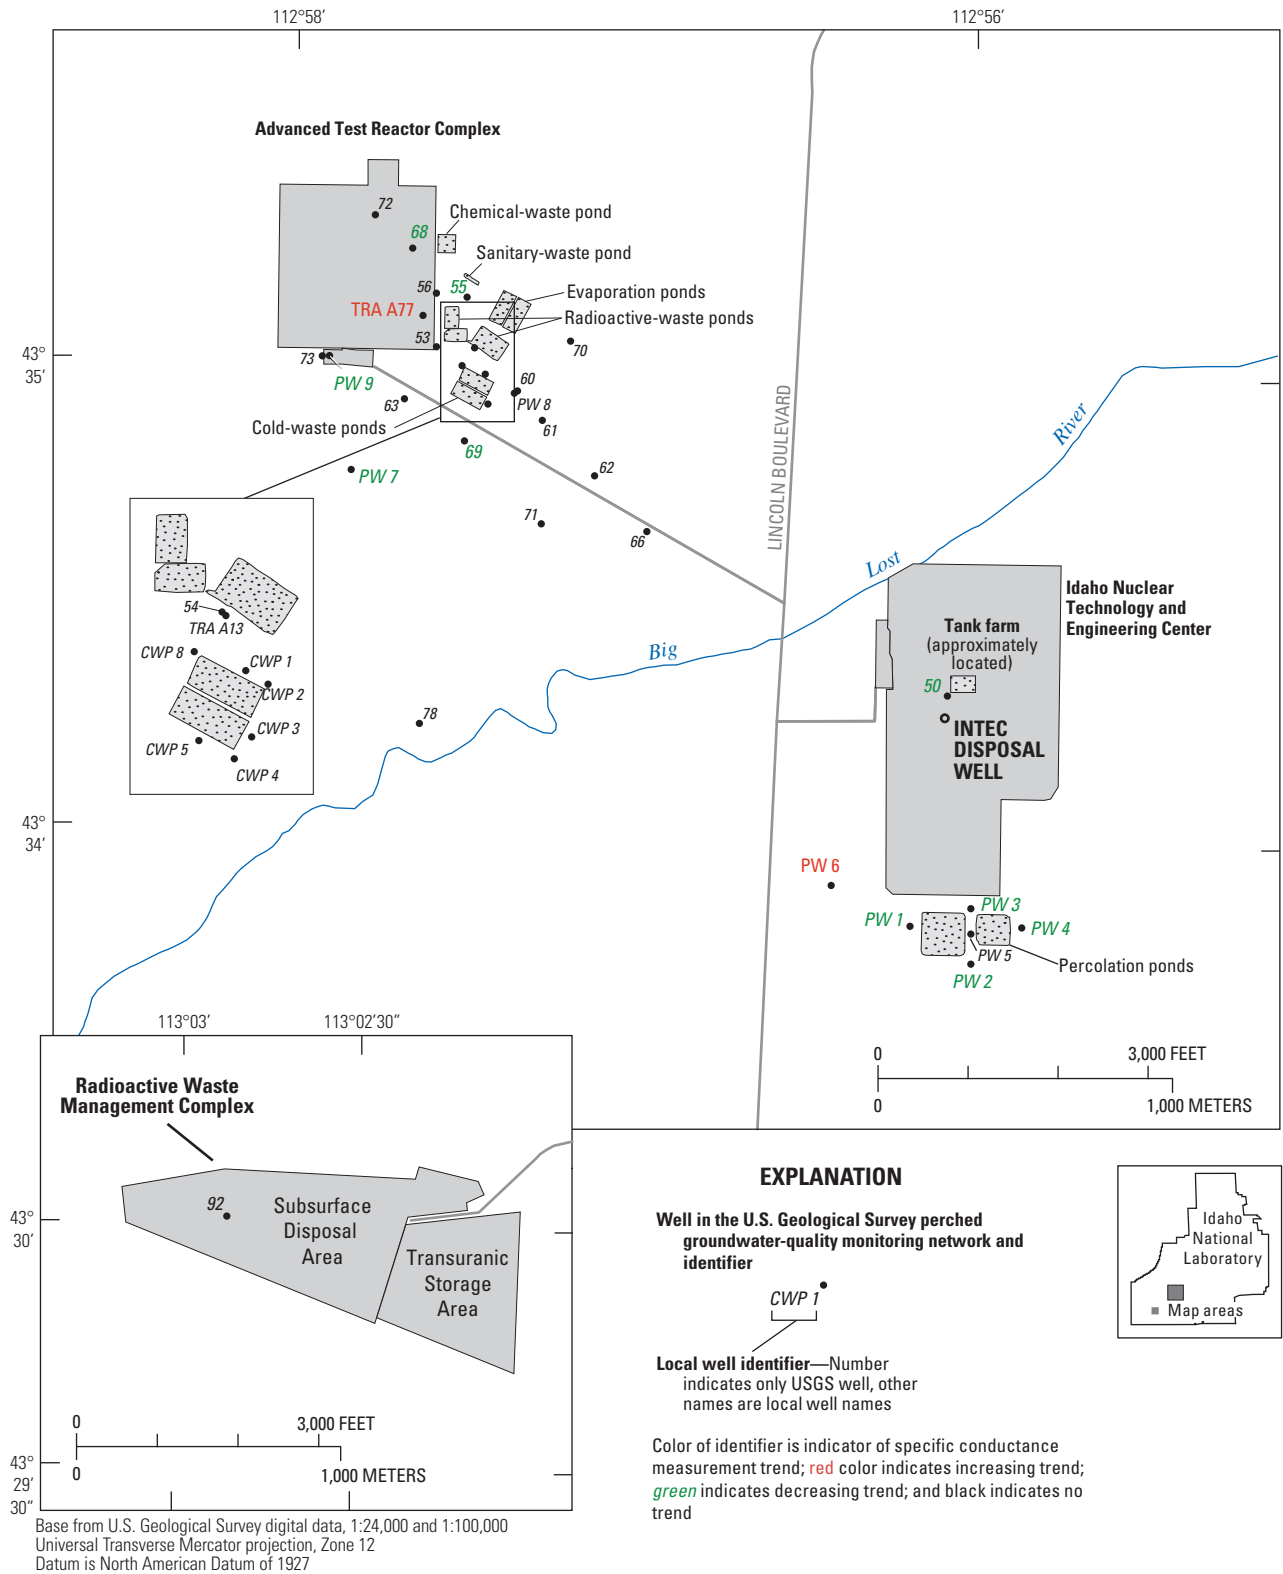 112°58′
112°56′
Advanced Test Reactor Complex
72
Chemical-waste pond
68
Sanitary-waste pond
56
55
Evaporation ponds
TRA A77
Radioactive-waste ponds
53
70
43°
35′
73
PW 9
60
PW 8
63
61
Cold-waste ponds
69
62
PW 7
71
66
LINCOLN BOULEVARD
River
Lost
Big
54
TRA A13
CWP 8
CWP 1
CWP 2
CWP 3
CWP 5
CWP 4
78
Idaho Nuclear
Technology and
Engineering Center
Tank farm
(approximately
located)
50
INTEC
DISPOSAL
WELL
43°
34′
PW 6
PW 3
PW 1
PW 4
PW 5
Percolation ponds
PW 2
0
3,000 FEET
0
1,000 METERS
113°03′
113°02′30″
Radioactive Waste
Management Complex
92
Subsurface
Disposal
Area
Transuranic
Storage
Area
43°
30′
0
3,000 FEET
0
1,000 METERS
43°
29′
30″
EXPLANATION
Well in the U.S. Geological Survey perched
groundwater-quality monitoring network and
identifier
CWP 1
Local well identifier—Number
indicates only USGS well, other
names are local well names
Color of identifier is indicator of specific conductance
measurement trend; red color indicates increasing trend;
green indicates decreasing trend; and black indicates no
trend
Idaho
National
Laboratory
Map areas
Base from U.S. Geological Survey digital data, 1:24,000 and 1:100,000
Universal Transverse Mercator projection, Zone 12
Datum is North American Datum of 1927